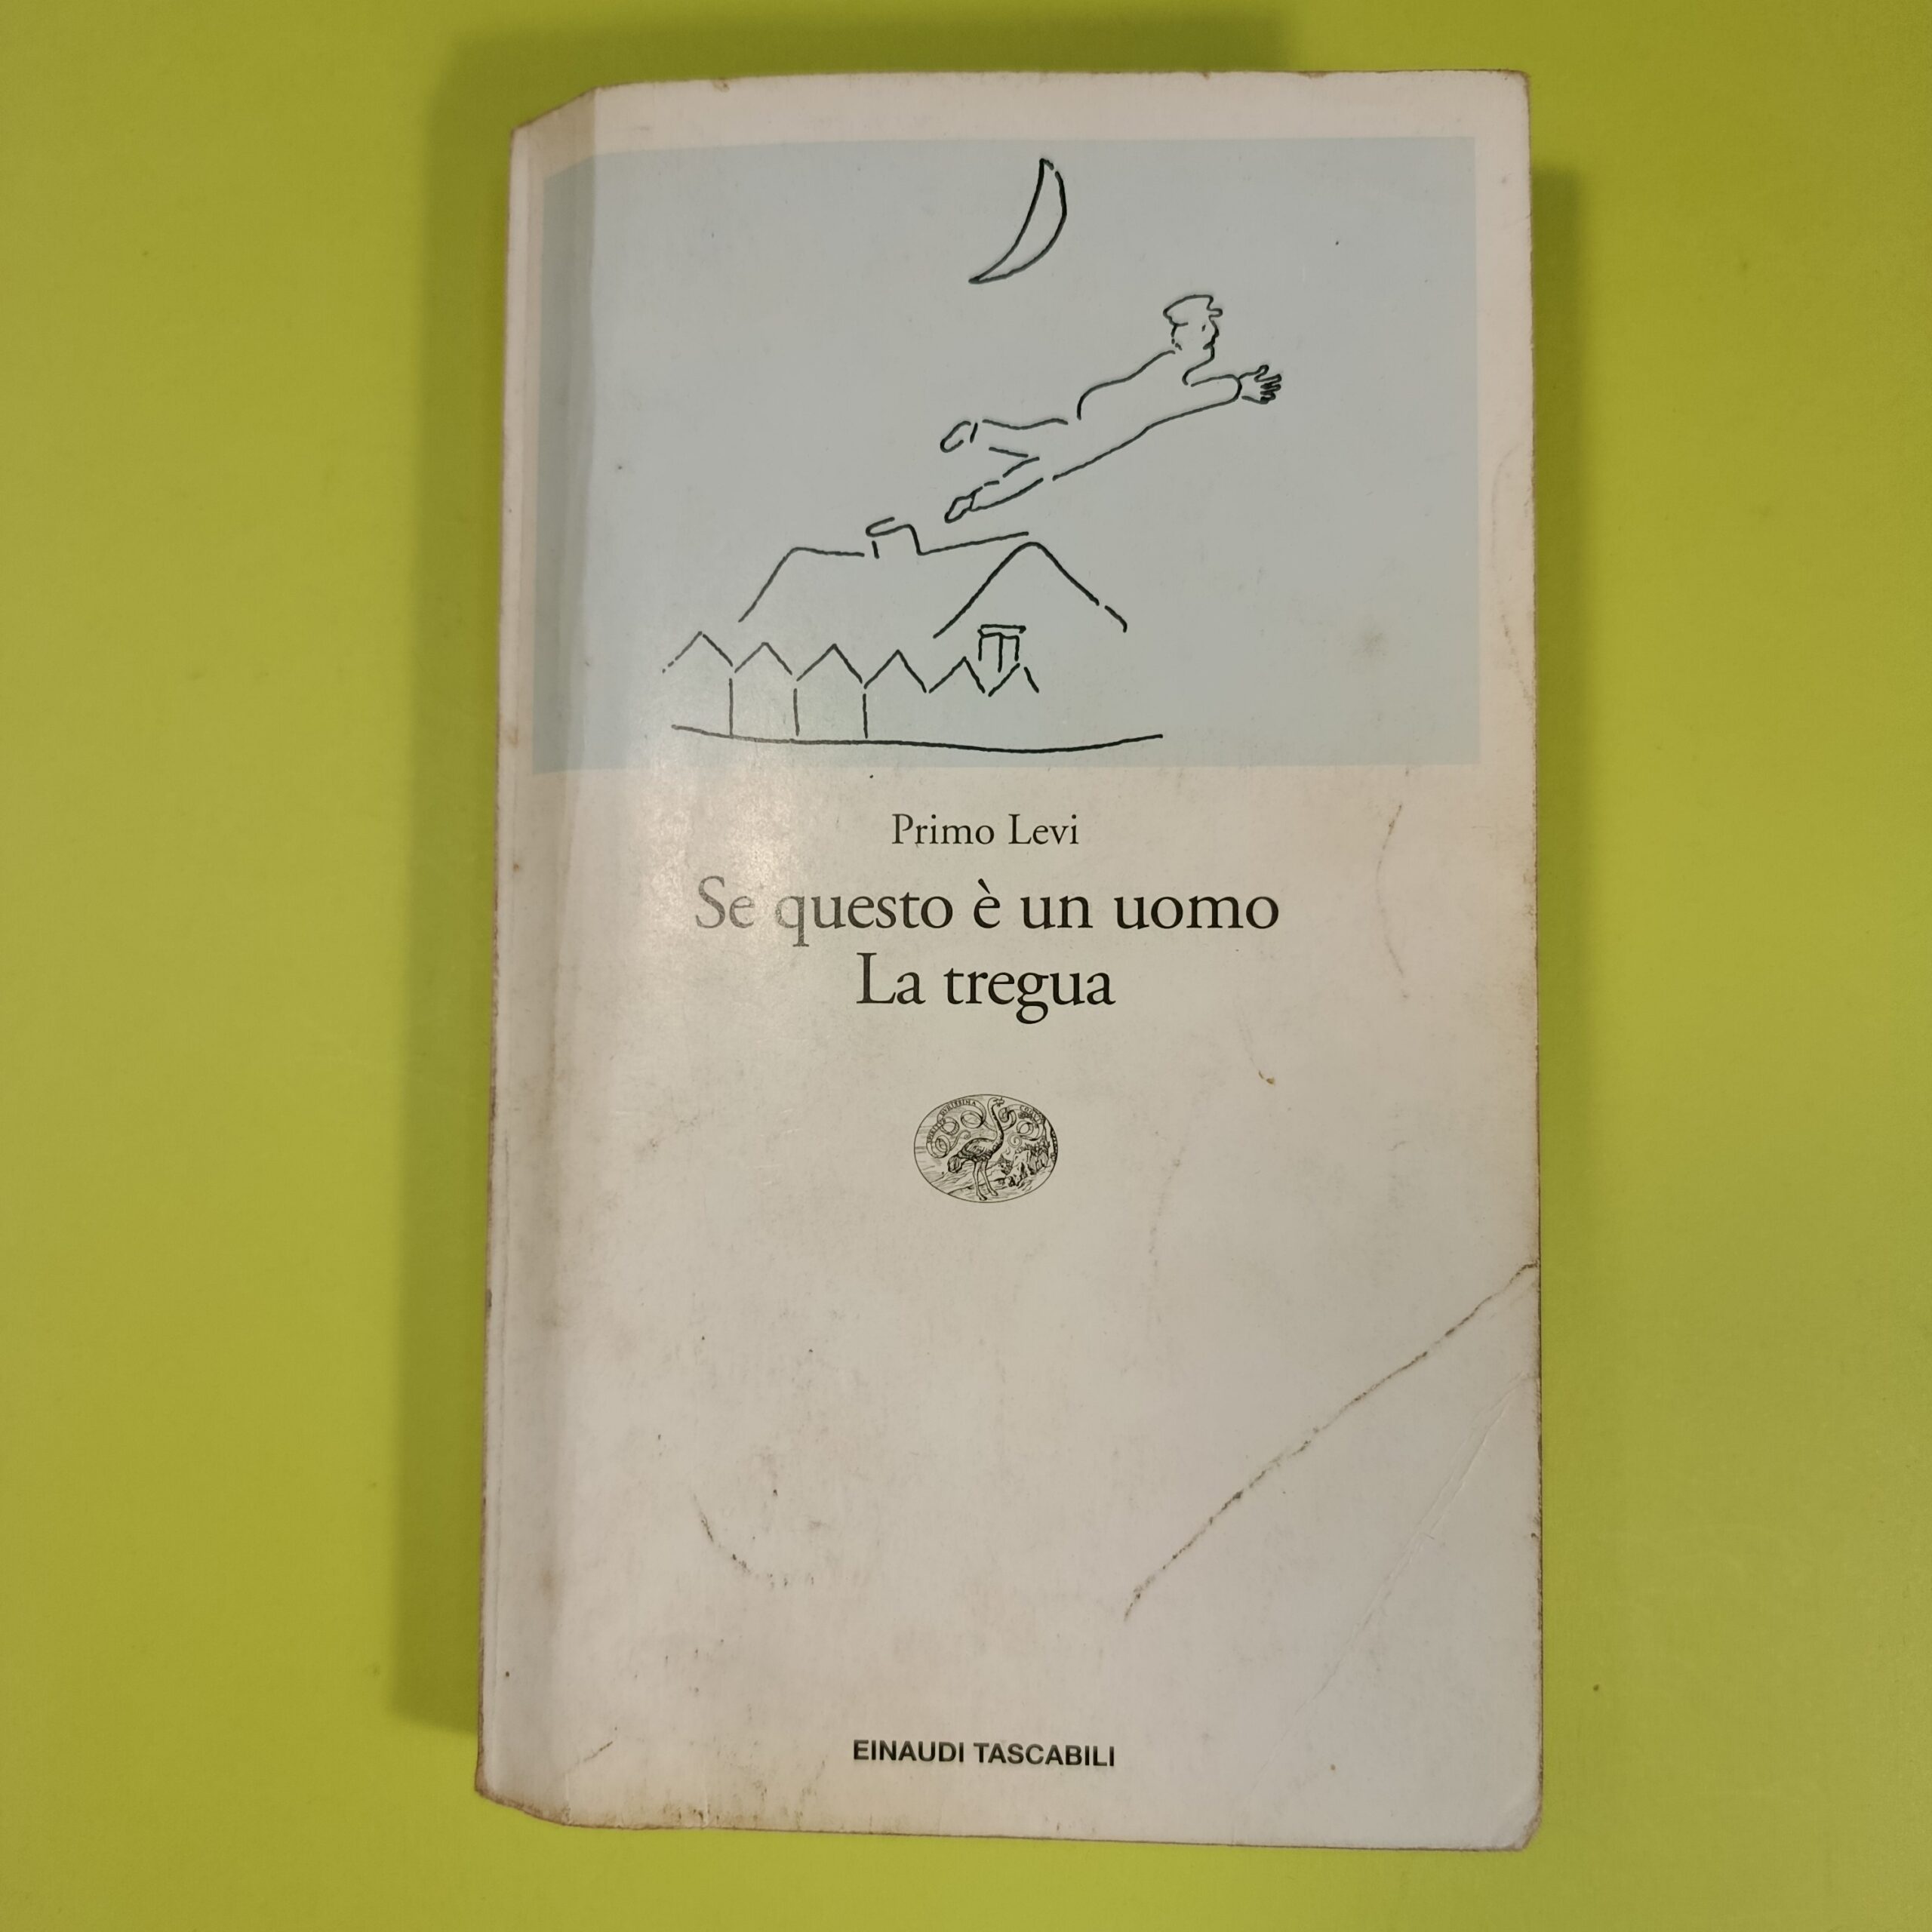 Primo Levi
Se questo è un uomo
La tregua
EINAUDI TASCABILI